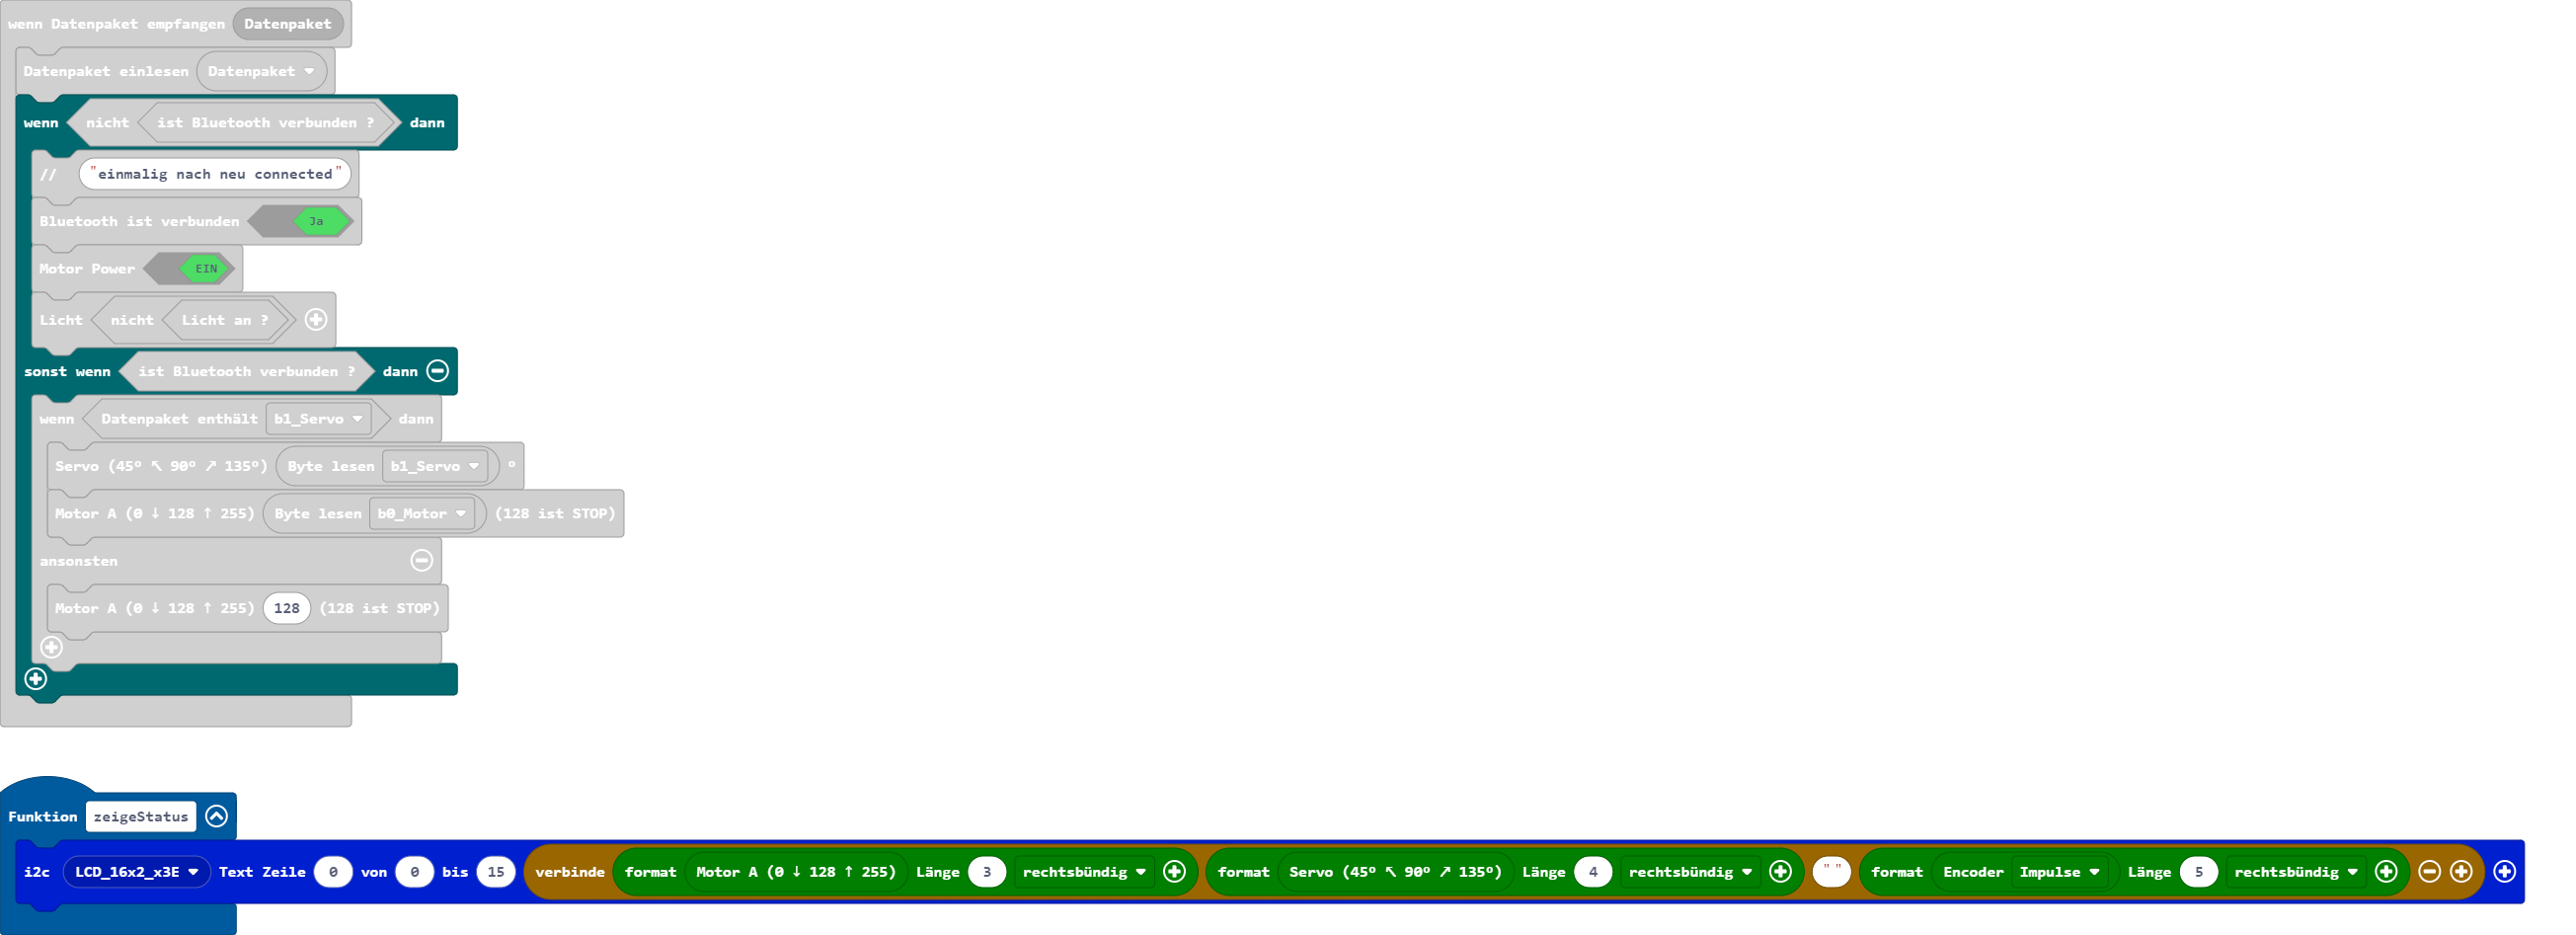 wenn Datenpaket empfangen Datenpaket
Datenpaket einlesen Datenpaket
wenn nicht ist Bluetooth verbunden ? dann
// "einmalig nach neu connected"
Bluetooth ist verbunden Ja
Motor Power EIN
Licht nicht Licht an ?
sonst wenn ist Bluetooth verbunden ? dann
wenn Datenpaket enthält b1_Servo dann
Servo (45° ↖ 90° ↗ 135°) Byte lesen b1_Servo °
Motor A (0 ↓ 128 ↑ 255) Byte lesen b0_Motor (128 ist STOP)
ansonsten
Motor A (0 ↓ 128 ↑ 255) 128 (128 ist STOP)
Funktion zeigeStatus
i2c LCD_16x2_x3E Text Zeile 0 von 0 bis 15 verbinde format Motor A (0 ↓ 128 ↑ 255) Länge 3 rechtsbündig format Servo (45° ↖ 90° ↗ 135°) Länge 4 rechtsbündig " " format Encoder Impulse Länge 5 rechtsbündig